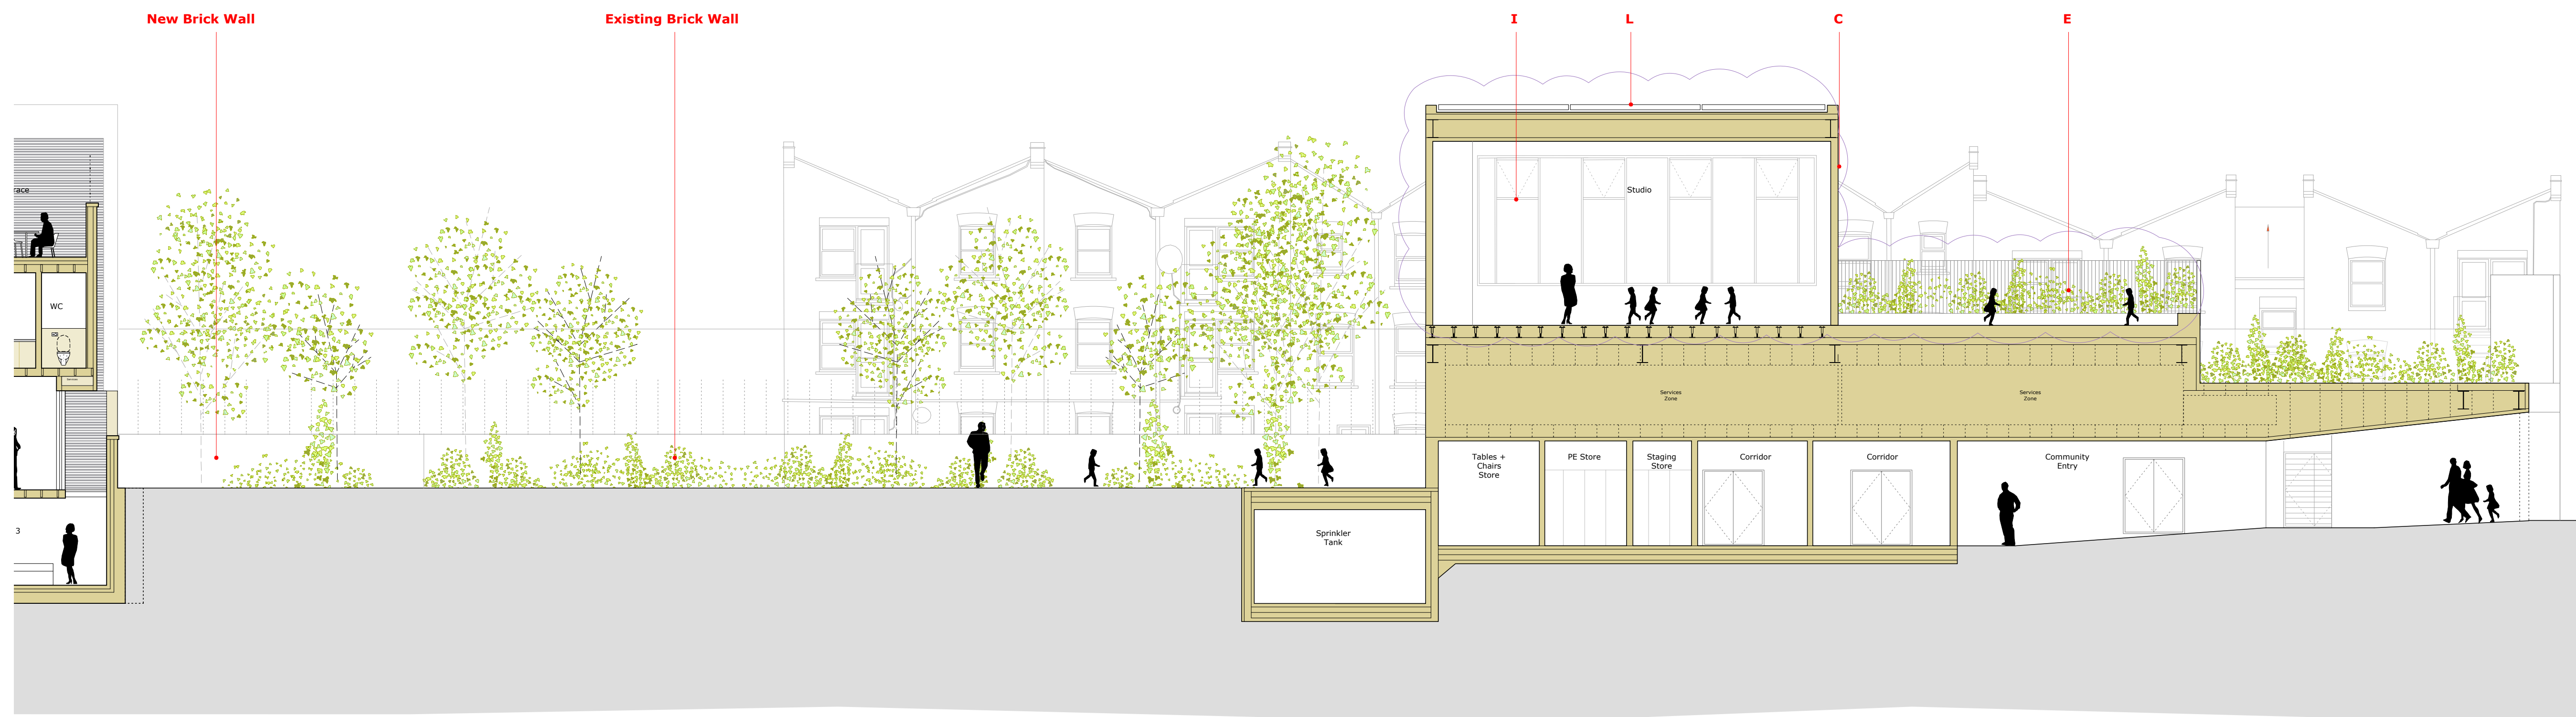 New Brick Wall
Existing Brick Wall
I
L
C
E
race
Studio
WC
Services
Zone
Services
Zone
Tables +
Chairs
Store
PE Store
Staging
Store
Corridor
Corridor
Community
Entry
3
Sprinkler
Tank